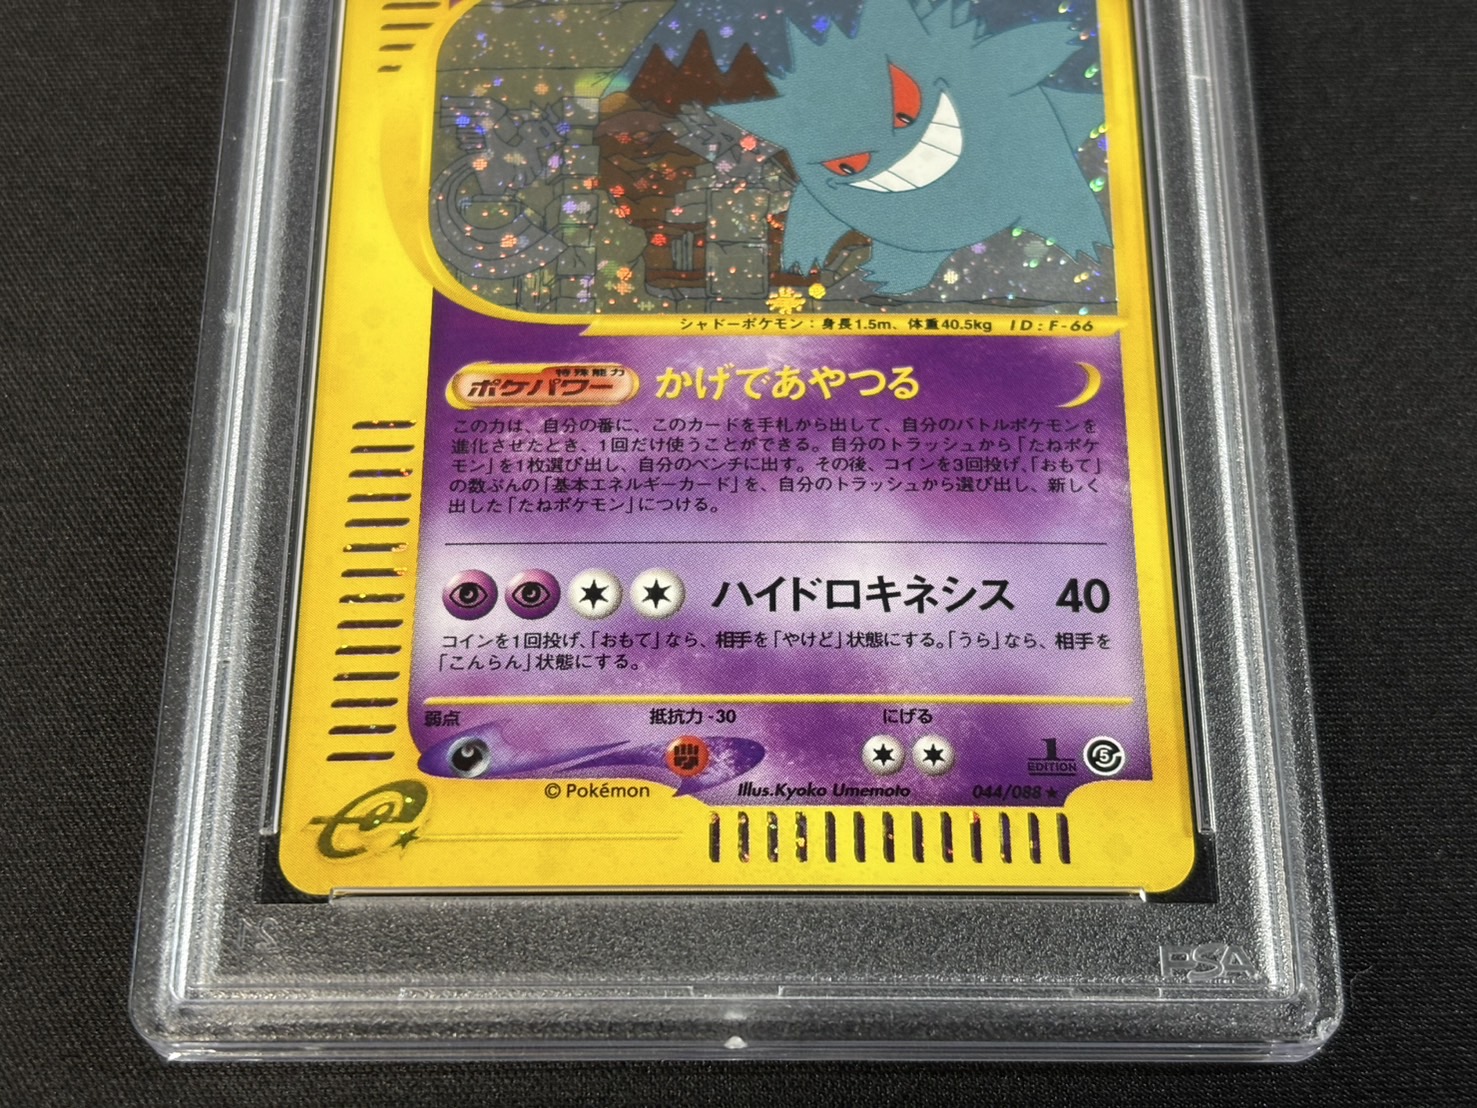 シャドーポケモン：身長1.5m、体重40.5kg ID：F-66
特殊能力
ポケパワー かげであやつる
この力は、自分の番に、このカードを手札から出して、自分のバトルポケモンを
進化させたとき、1回だけ使うことができる。自分のトラッシュから「たねポケ
モン」を1枚選び出し、自分のベンチに出す。その後、コインを3回投げ、「おもて」
の数ぶんの「基本エネルギーカード」を、自分のトラッシュから選び出し、新しく
出した「たねポケモン」につける。
ハイドロキネシス 40
コインを1回投げ、「おもて」なら、相手を「やけど」状態にする。「うら」なら、相手を
「こんらん」状態にする。
弱点 抵抗力 -30 にげる
1 EDITION 5
© Pokémon Illus.Kyoko Umemoto 044/088 ★
e
PSA